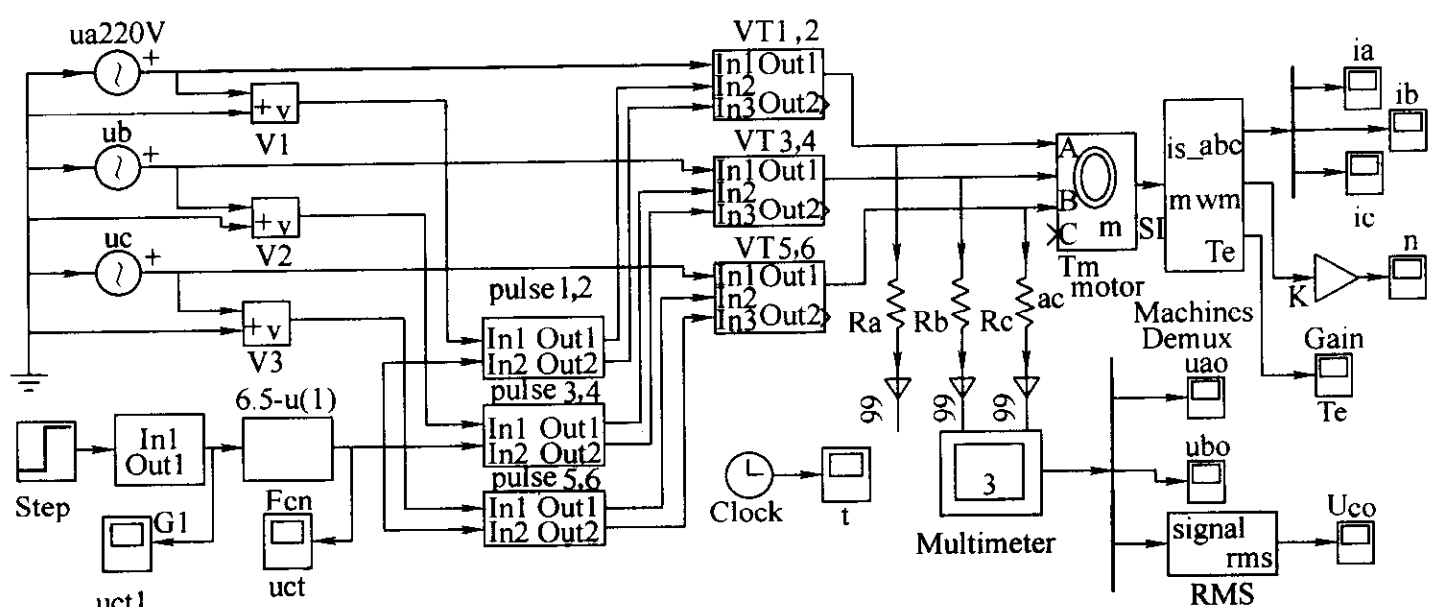 ua220V
+
+ v
V1
ub
+
+ v
V2
uc
+
+ v
V3
VT1,2
In1 Out1
In2
In3 Out2
VT3,4
In1 Out1
In2
In3 Out2
VT5,6
In1 Out1
In2
In3 Out2
pulse1,2
In1 Out1
In2 Out2
pulse 3,4
In1 Out1
In2 Out2
pulse 5,6
In1 Out1
In2 Out2
6.5-u(1)
Fcn
In1
Out1
G1
Step
uct1
uct
A
B
C
m
Tm
motor
SI
is_abc
m wm
Te
ia
ib
ic
n
K
Gain
Te
Machines
Demux
Ra
Rb
Rc
ac
99
99
99
3
Multimeter
Clock
t
uao
ubo
signal
rms
RMS
Uco